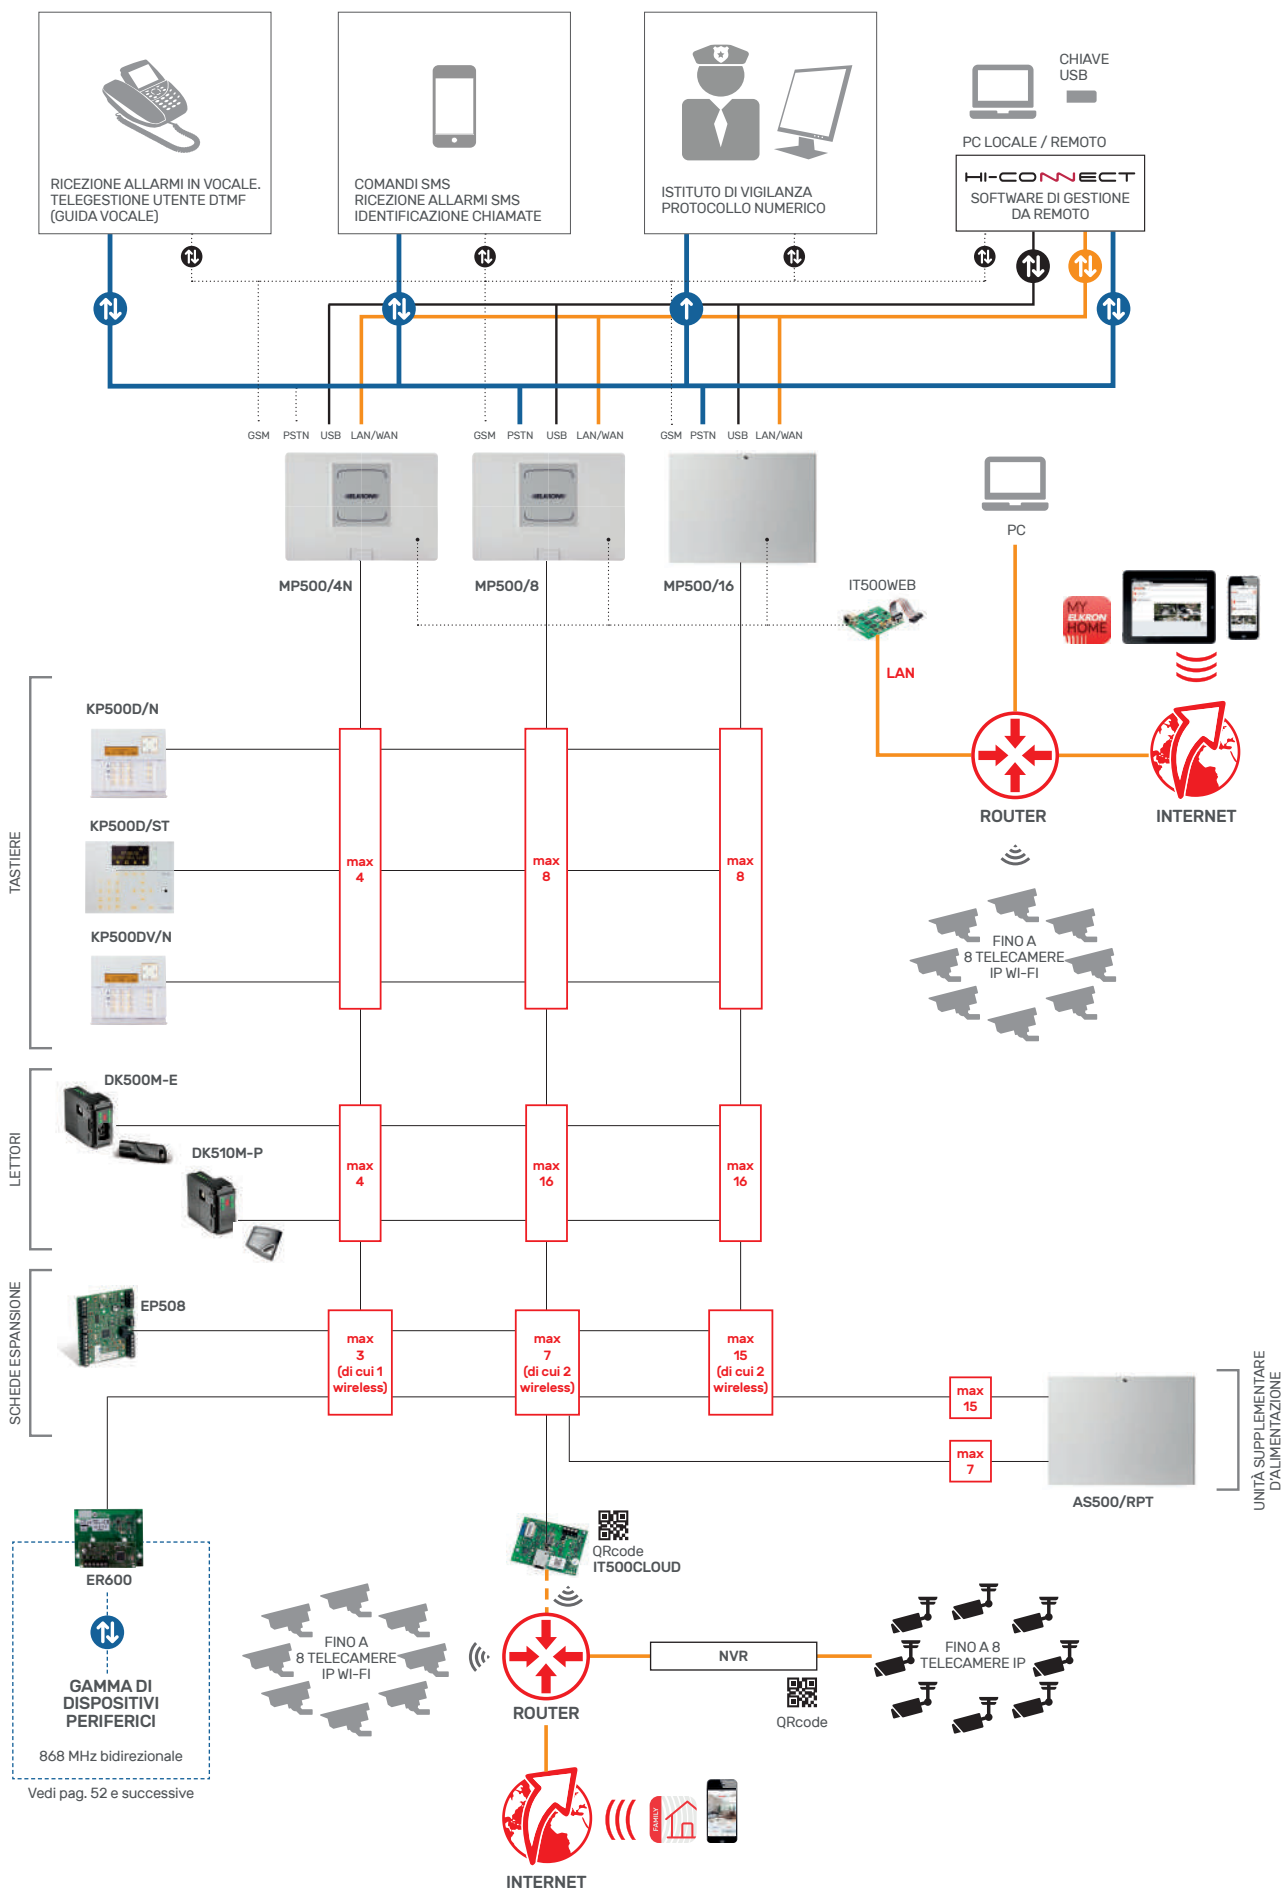 CHIAVE
USB
PC LOCALE / REMOTO
HI-CONNECT
SOFTWARE DI GESTIONE
DA REMOTO
RICEZIONE ALLARMI IN VOCALE.
TELEGESTIONE UTENTE DTMF
(GUIDA VOCALE)
COMANDI SMS
RICEZIONE ALLARMI SMS
IDENTIFICAZIONE CHIAMATE
ISTITUTO DI VIGILANZA
PROTOCOLLO NUMERICO
GSM PSTN USB LAN/WAN
GSM PSTN USB LAN/WAN
GSM PSTN USB LAN/WAN
ELKRON
ELKRON
MP500/4N
MP500/8
MP500/16
PC
IT500WEB
MY
ELKRON
HOME
LAN
ROUTER
INTERNET
FINO A
8 TELECAMERE
IP WI-FI
TASTIERE
KP500D/N
KP500D/ST
KP500DV/N
max
4
max
8
max
8
LETTORI
DK500M-E
DK510M-P
max
4
max
16
max
16
SCHEDE ESPANSIONE
EP508
max
3
(di cui 1
wireless)
max
7
(di cui 2
wireless)
max
15
(di cui 2
wireless)
max
15
max
7
AS500/RPT
UNITÀ SUPPLEMENTARE
D'ALIMENTAZIONE
ER600
GAMMA DI
DISPOSITIVI
PERIFERICI
868 MHz bidirezionale
Vedi pag. 52 e successive
QRcode
IT500CLOUD
FINO A
8 TELECAMERE
IP WI-FI
ROUTER
NVR
QRcode
FINO A 8
TELECAMERE IP
INTERNET
FAMILY